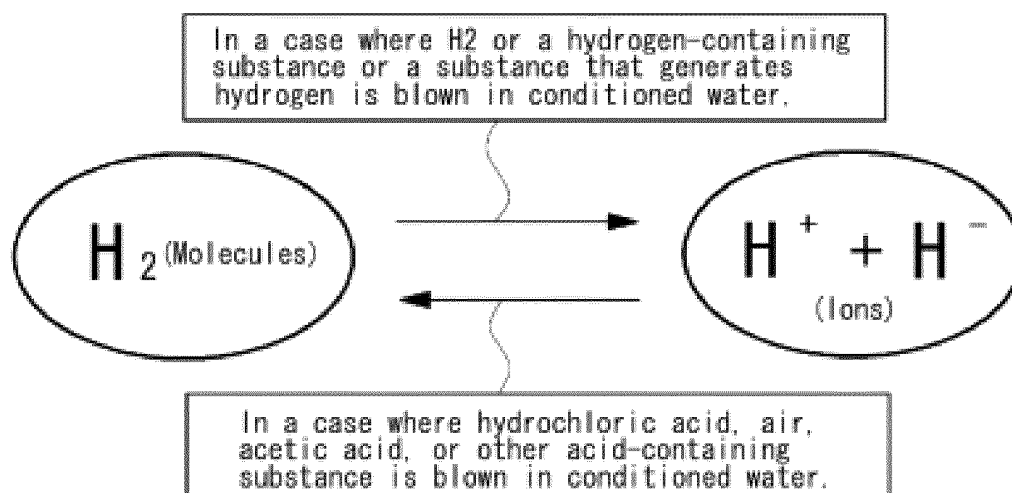 In a case where H2 or a hydrogen-containing
substance or a substance that generates
hydrogen is blown in conditioned water.
H2 (Molecules)
H+ + H-
(Ions)
In a case where hydrochloric acid, air,
acetic acid, or other acid-containing
substance is blown in conditioned water.